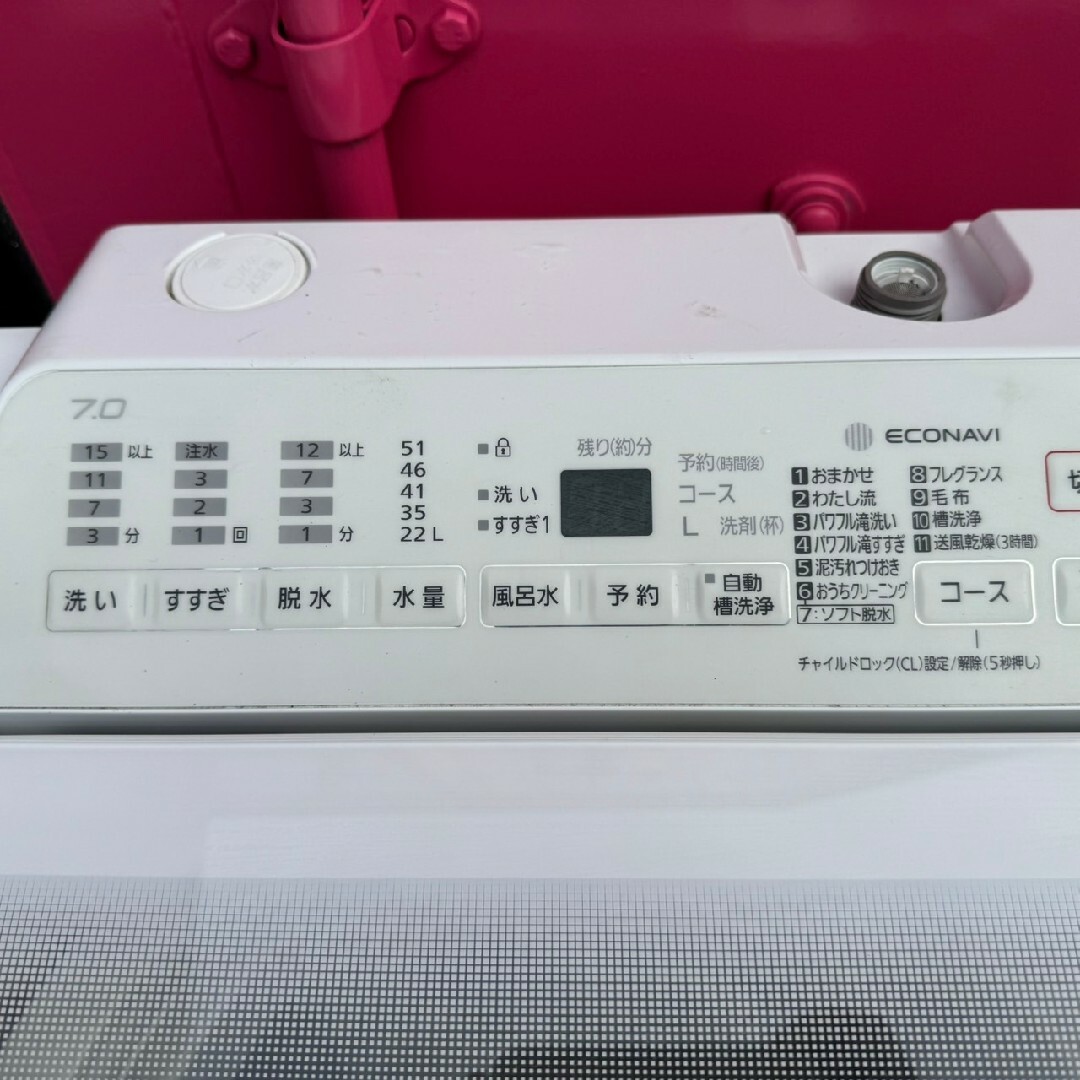 7.0
15 以上
11
7
3 分
注水
3
2
1 回
12 以上
7
3
1 分
51
46
41
35
22 L
洗い
すすぎ1
残り(約)分
予約(時間後)
コース
L 洗剤(杯)
ECONAVI
1 おまかせ
2 わたし流
3 パワフル滝洗い
4 パワフル滝すすぎ
5 泥汚れつけおき
6 おうちクリーニング
7:ソフト脱水
8 フレグランス
9 毛布
10 槽洗浄
11 送風乾燥(3時間)
切
洗い
すすぎ
脱水
水量
風呂水
予約
自動
槽洗浄
コース
チャイルドロック(CL)設定/解除(5秒押し)